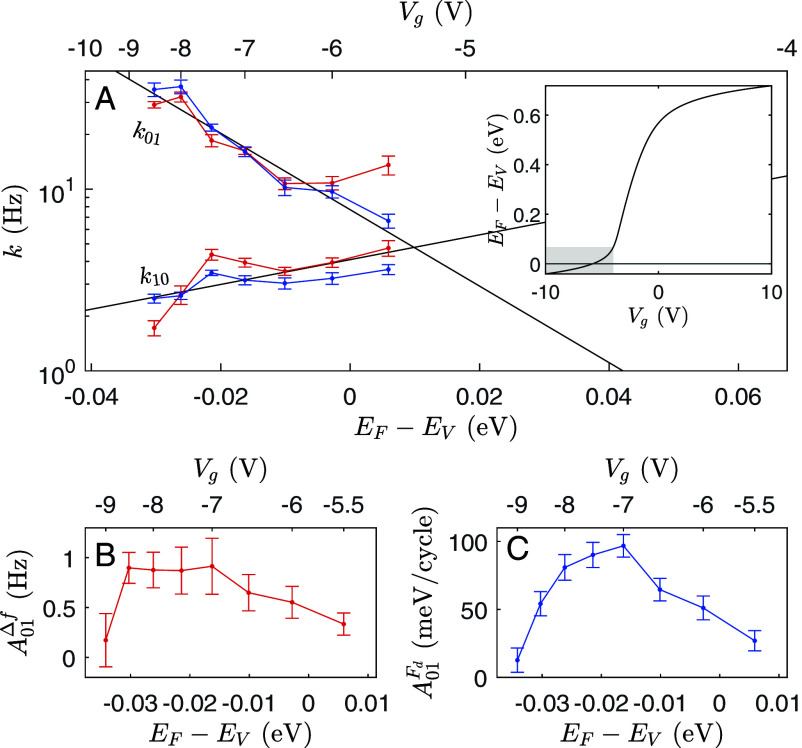 V_g (V)
-10 -9 -8 -7 -6 -5 -4
A
k_01
k_10
k (Hz)
10^1
10^0
-0.04 -0.02 0 0.02 0.04 0.06
E_F − E_V (eV)
E_F − E_V (eV)
0.6
0.4
0.2
0
-10 0 10
V_g (V)
V_g (V)
-9 -8 -7 -6 -5.5
B
A_01^Δf (Hz)
1
0.5
0
-0.03 -0.02 -0.01 0 0.01
E_F − E_V (eV)
V_g (V)
-9 -8 -7 -6 -5.5
C
A_01^F_d (meV/cycle)
100
50
0
-0.03 -0.02 -0.01 0 0.01
E_F − E_V (eV)